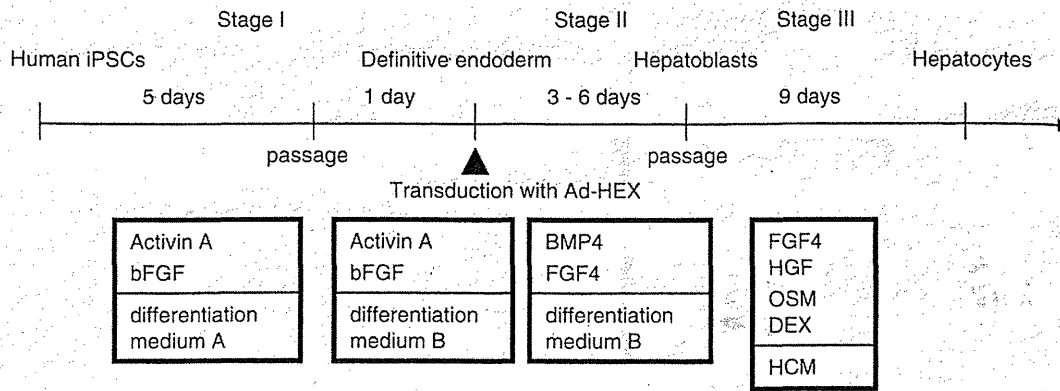 Stage I
Stage II
Stage III
Human iPSCs
Definitive endoderm
Hepatoblasts
Hepatocytes
5 days
1 day
3 - 6 days
9 days
passage
passage
Transduction with Ad-HEX
Activin A
bFGF
differentiation
medium A
Activin A
bFGF
differentiation
medium B
BMP4
FGF4
differentiation
medium B
FGF4
HGF
OSM
DEX
HCM